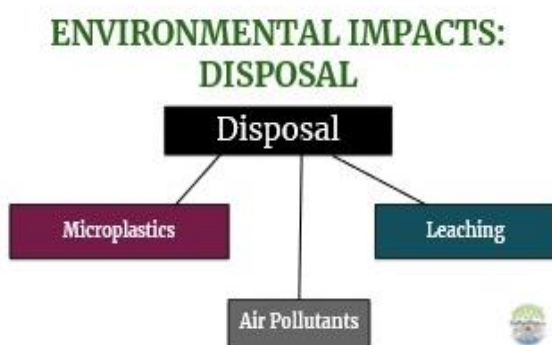 ENVIRONMENTAL IMPACTS:
DISPOSAL
Disposal
Microplastics
Leaching
Air Pollutants